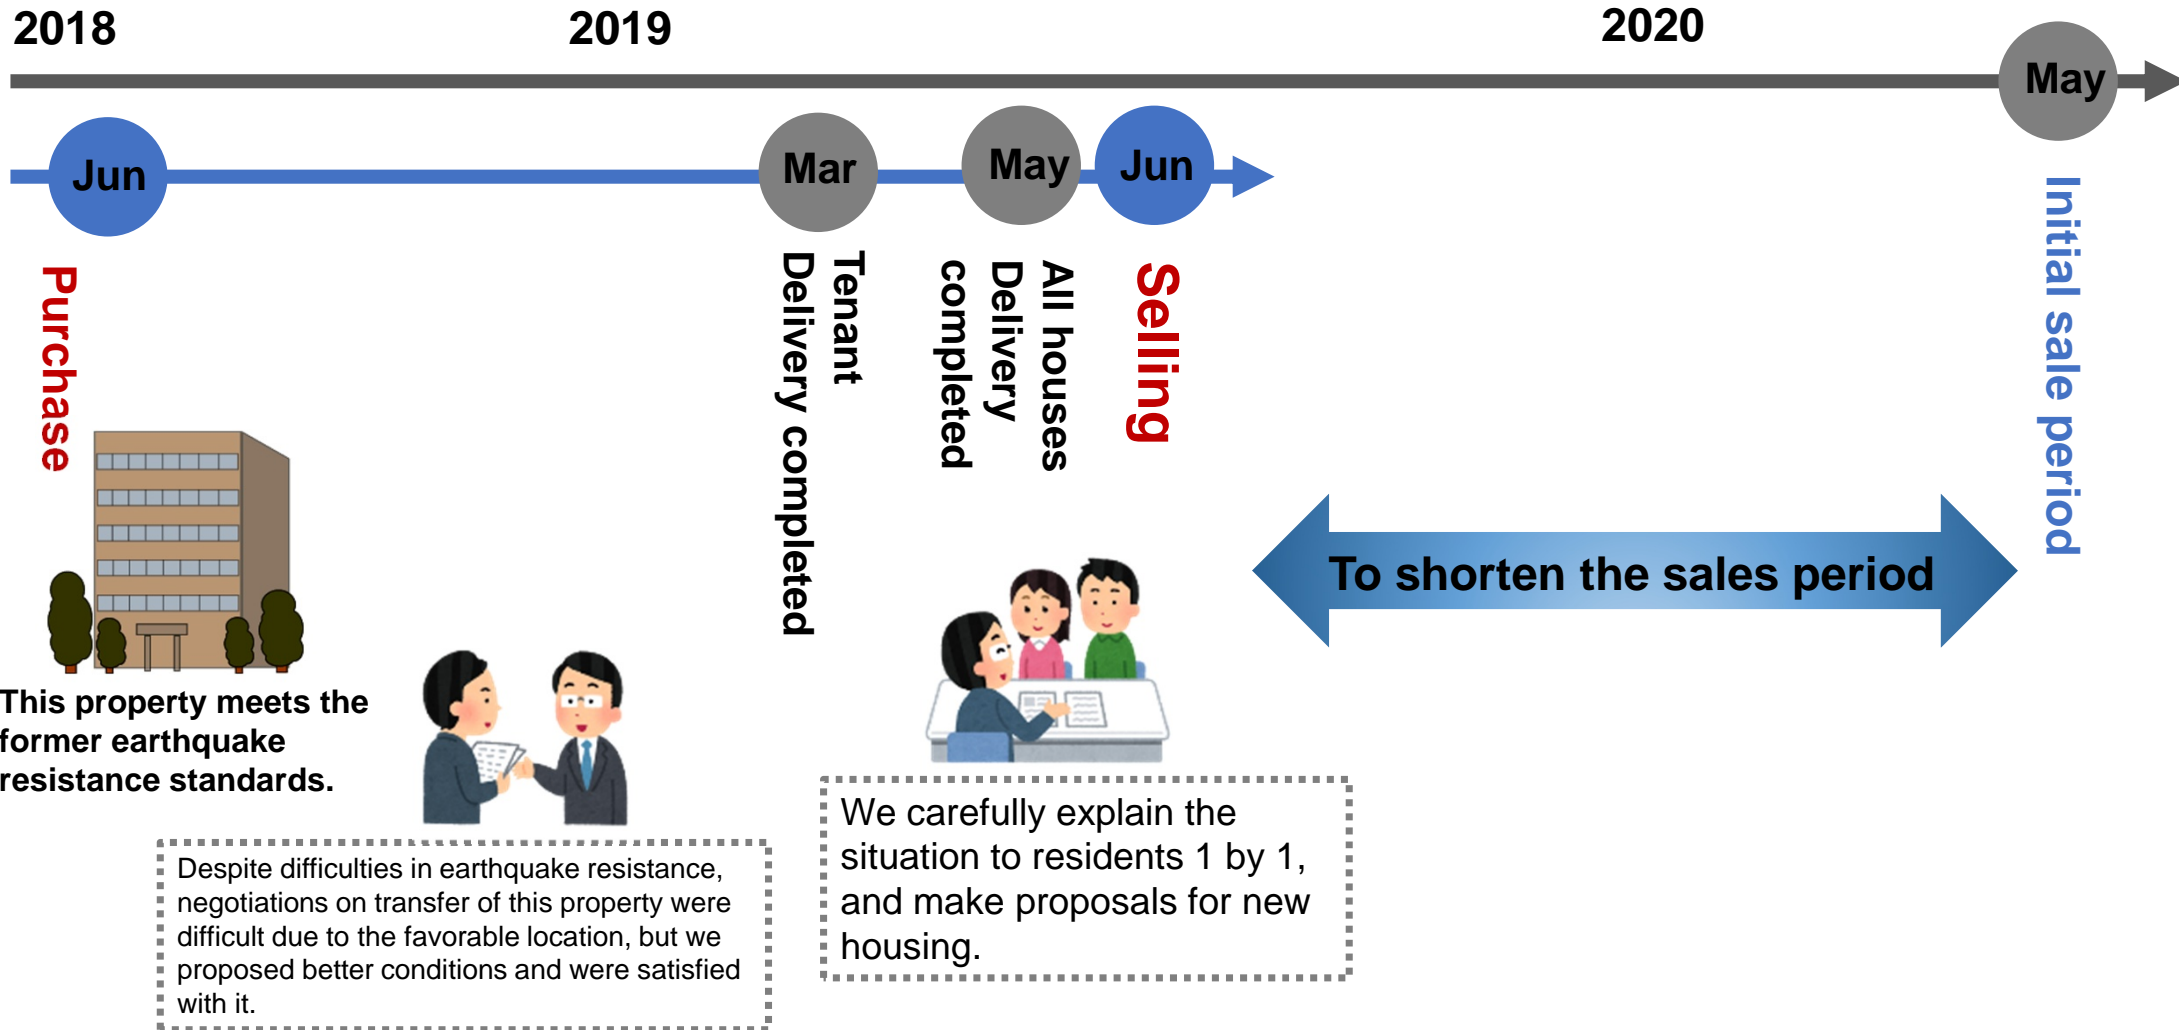 2018
2019
2020
May
Jun
Mar
May
Jun
Purchase
Tenant
Delivery completed
All houses
Delivery
completed
Selling
Initial sale period
To shorten the sales period
This property meets the
former earthquake
resistance standards.
Despite difficulties in earthquake resistance,
negotiations on transfer of this property were
difficult due to the favorable location, but we
proposed better conditions and were satisfied
with it.
We carefully explain the
situation to residents 1 by 1,
and make proposals for new
housing.